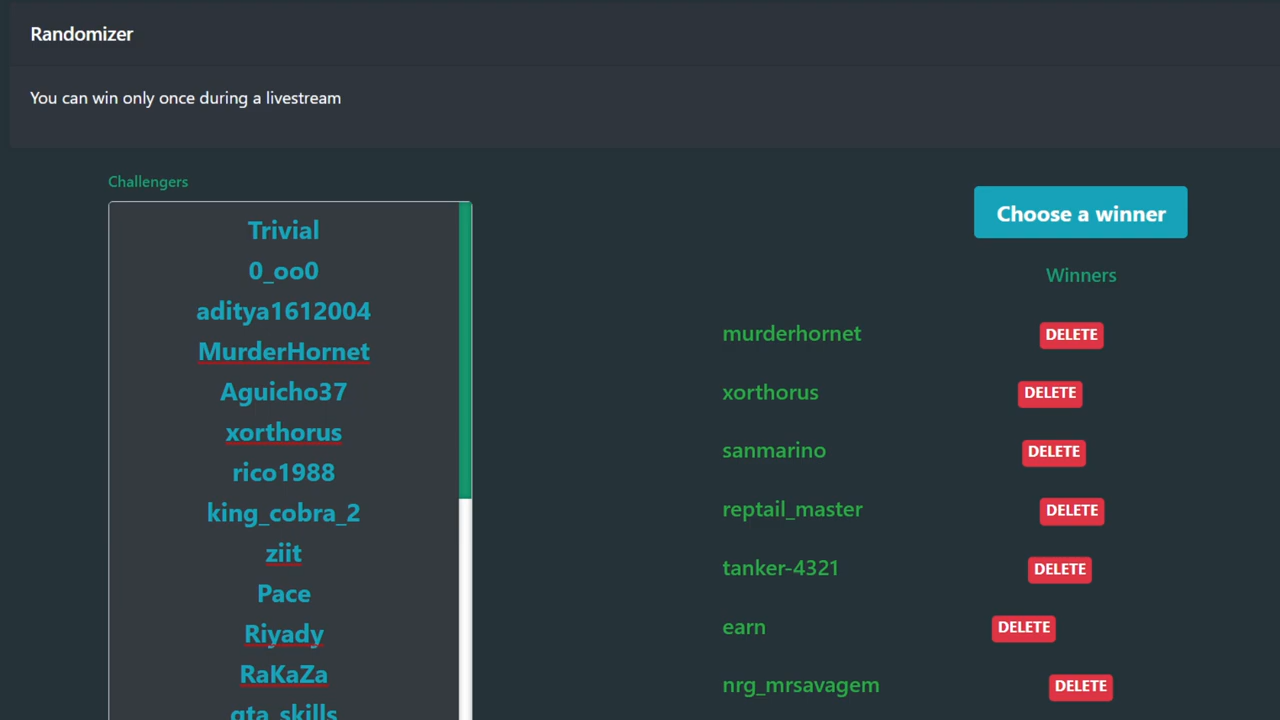 Randomizer
You can win only once during a livestream
Challengers
Trivial
0_oo0
aditya1612004
MurderHornet
Aguicho37
xorthorus
rico1988
king_cobra_2
ziit
Pace
Riyady
RaKaZa
gta_skills
Choose a winner
Winners
murderhornet DELETE
xorthorus DELETE
sanmarino DELETE
reptail_master DELETE
tanker-4321 DELETE
earn DELETE
nrg_mrsavagem DELETE